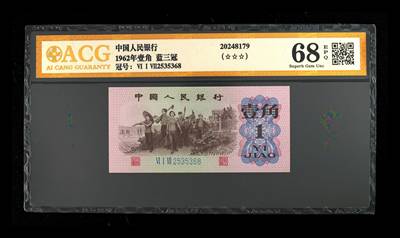 ACG
AI CANG GUARANTY
中国人民银行
1962年壹角 蓝三冠
冠号: VI I VII2535368
20248179
(☆☆☆)
68 EPQ
Superb Gem Unc
中国人民银行
壹角
1
YI
JIAO
VI I VII 2535368